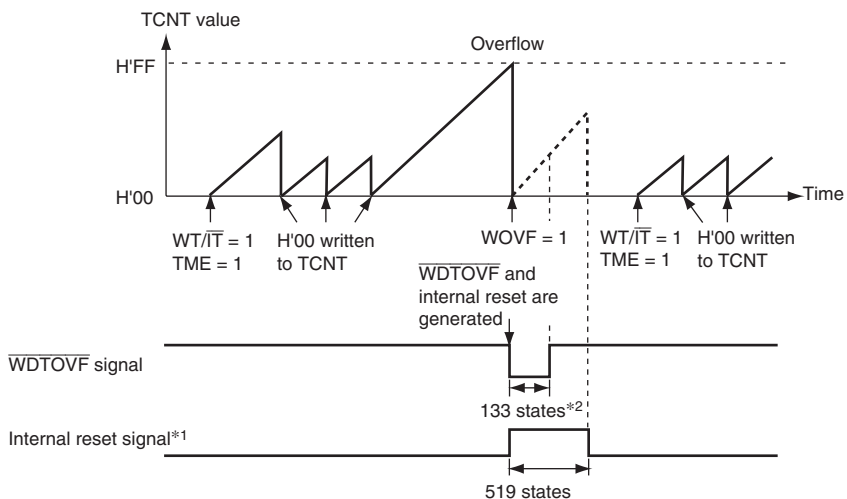 TCNT value
Overflow
H'FF
H'00
Time
WT/IT = 1
TME = 1
H'00 written
to TCNT
WOVF = 1
WT/IT = 1
TME = 1
H'00 written
to TCNT
WDTOVF and
internal reset are
generated
WDTOVF signal
133 states*2
Internal reset signal*1
519 states